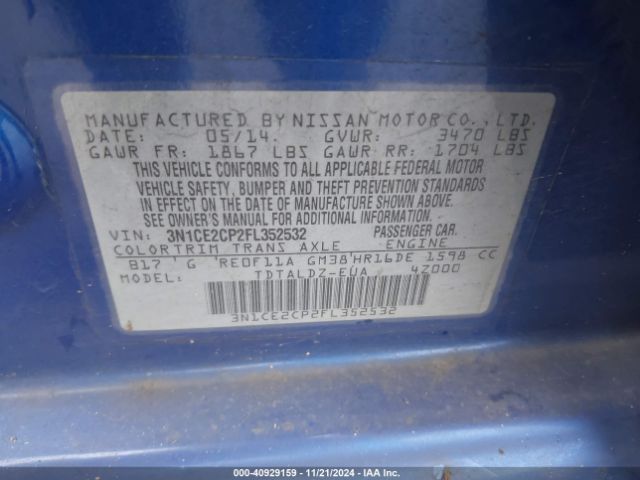 MANUFACTURED BY NISSAN MOTOR CO., LTD.
DATE: 05/14. GVWR: 3470 LBS
GAWR FR: 1867 LBS GAWR RR: 1704 LBS
THIS VEHICLE CONFORMS TO ALL APPLICABLE FEDERAL MOTOR
VEHICLE SAFETY, BUMPER AND THEFT PREVENTION STANDARDS
IN EFFECT ON THE DATE OF MANUFACTURE SHOWN ABOVE.
SEE OWNER'S MANUAL FOR ADDITIONAL INFORMATION.
VIN: 3N1CE2CP2FL352532 PASSENGER CAR.
COLOR TRIM TRANS AXLE ENGINE
B17 G RE0F11A GM38 HR16DE 1598 CC
MODEL: TDTALDZ-EUA 4Z000
3N1CE2CP2FL352532
000-40929159 - 11/21/2024 - IAA Inc.